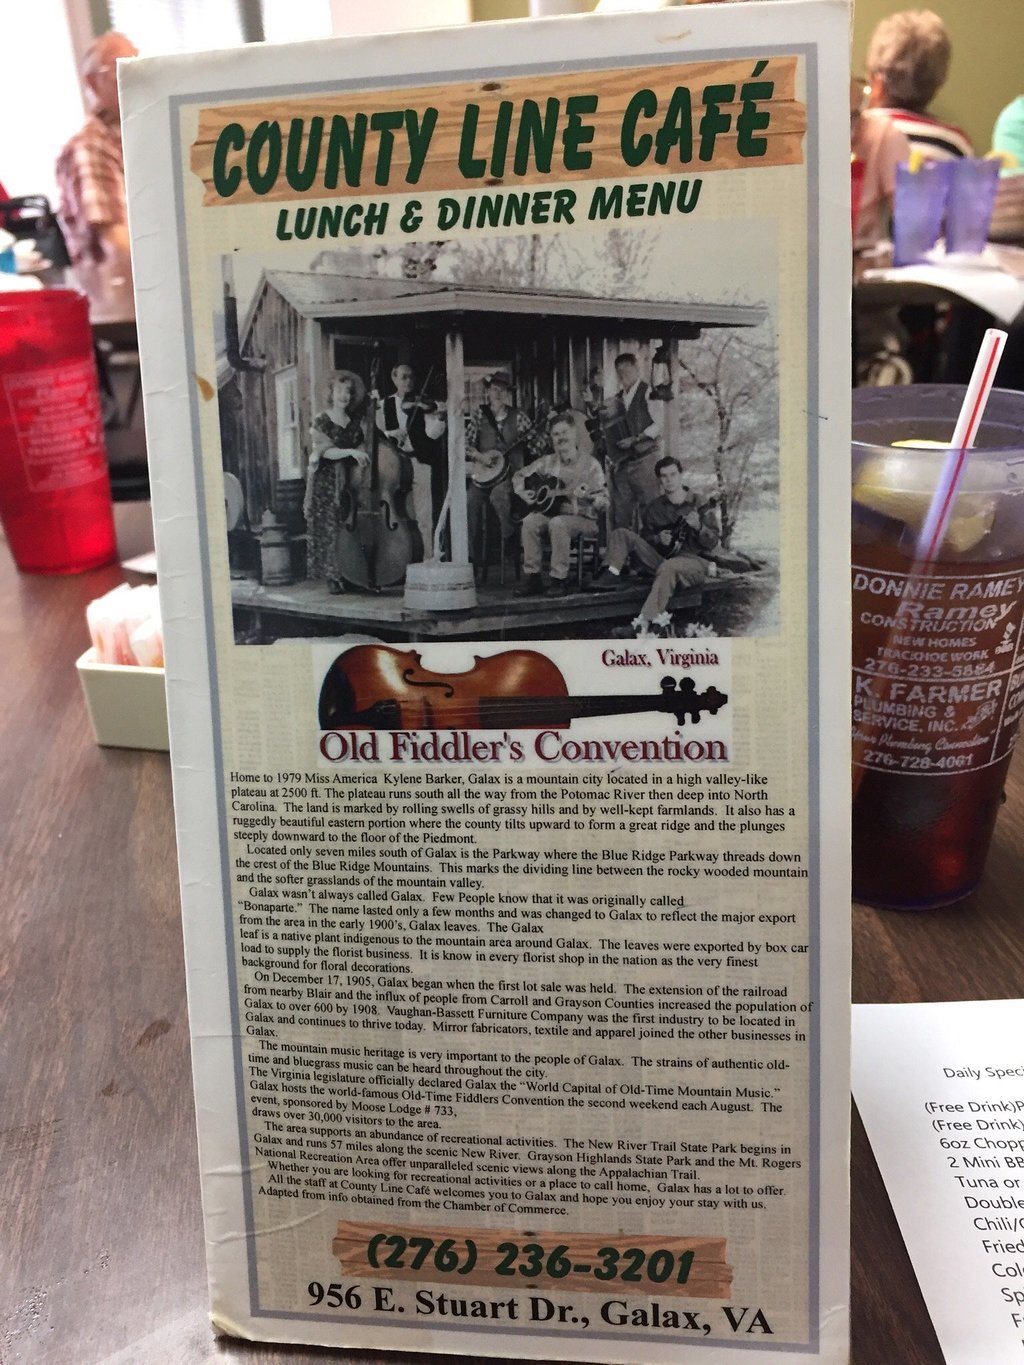 COUNTY LINE CAFÉ
LUNCH & DINNER MENU
Galax, Virginia
Old Fiddler's Convention
Home to 1979 Miss America Kylene Barker, Galax is a mountain city located in a high valley-like
plateau at 2500 ft. The plateau runs south all the way from the Potomac River then deep into North
Carolina. The land is marked by rolling swells of grassy hills and by well-kept farmlands. It also has a
ruggedly beautiful eastern portion where the county tilts upward to form a great ridge and the plunges
steeply downward to the floor of the Piedmont.
Located only seven miles south of Galax is the Parkway where the Blue Ridge Parkway threads down
the crest of the Blue Ridge Mountains. This marks the dividing line between the rocky wooded mountain
and the softer grasslands of the mountain valley.
Galax wasn't always called Galax. Few People know that it was originally called
"Bonaparte." The name lasted only a few months and was changed to Galax to reflect the major export
from the area in the early 1900's, Galax leaves. The Galax
leaf is a native plant indigenous to the mountain area around Galax. The leaves were exported by box car
load to supply the florist business. It is know in every florist shop in the nation as the very finest
background for floral decorations.
On December 17, 1905, Galax began when the first lot sale was held. The extension of the railroad
from nearby Blair and the influx of people from Carroll and Grayson Counties increased the population of
Galax to over 600 by 1908. Vaughan-Bassett Furniture Company was the first industry to be located in
Galax and continues to thrive today. Mirror fabricators, textile and apparel joined the other businesses in
Galax.
The mountain music heritage is very important to the people of Galax. The strains of authentic old-
time and bluegrass music can be heard throughout the city.
The Virginia legislature officially declared Galax the "World Capital of Old-Time Mountain Music."
Galax hosts the world-famous Old-Time Fiddlers Convention the second weekend each August. The
event, sponsored by Moose Lodge # 733,
draws over 30,000 visitors to the area.
The area supports an abundance of recreational activities. The New River Trail State Park begins in
Galax and runs 57 miles along the scenic New River. Grayson Highlands State Park and the Mt. Rogers
National Recreation Area offer unparalleled scenic views along the Appalachian Trail.
Whether you are looking for recreational activities or a place to call home, Galax has a lot to offer.
All the staff at County Line Café welcomes you to Galax and hope you enjoy your stay with us.
Adapted from info obtained from the Chamber of Commerce.
(276) 236-3201
956 E. Stuart Dr., Galax, VA
DONNIE RAMEY
Ramey
CONSTRUCTION
NEW HOMES
TRACKHOE WORK
276-233-5884
K. FARMER
PLUMBING &
SERVICE, INC.
276-728-4061
Daily Speci
(Free Drink)P
(Free Drink)
6oz Chopp
2 Mini BB
Tuna or
Double
Chili/
Fried
Col
Sp
F